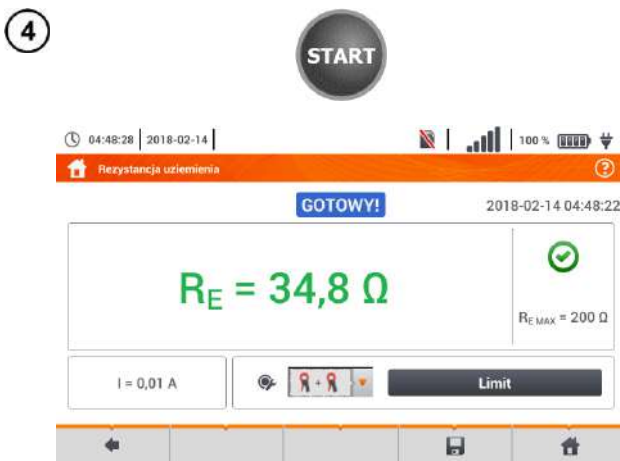 4
START
04:48:28 2018-02-14 100 %
Rezystancja uziemienia ?
GOTOWY! 2018-02-14 04:48:22
RE = 34,8 Ω
RE MAX = 200 Ω
I = 0,01 A + Limit